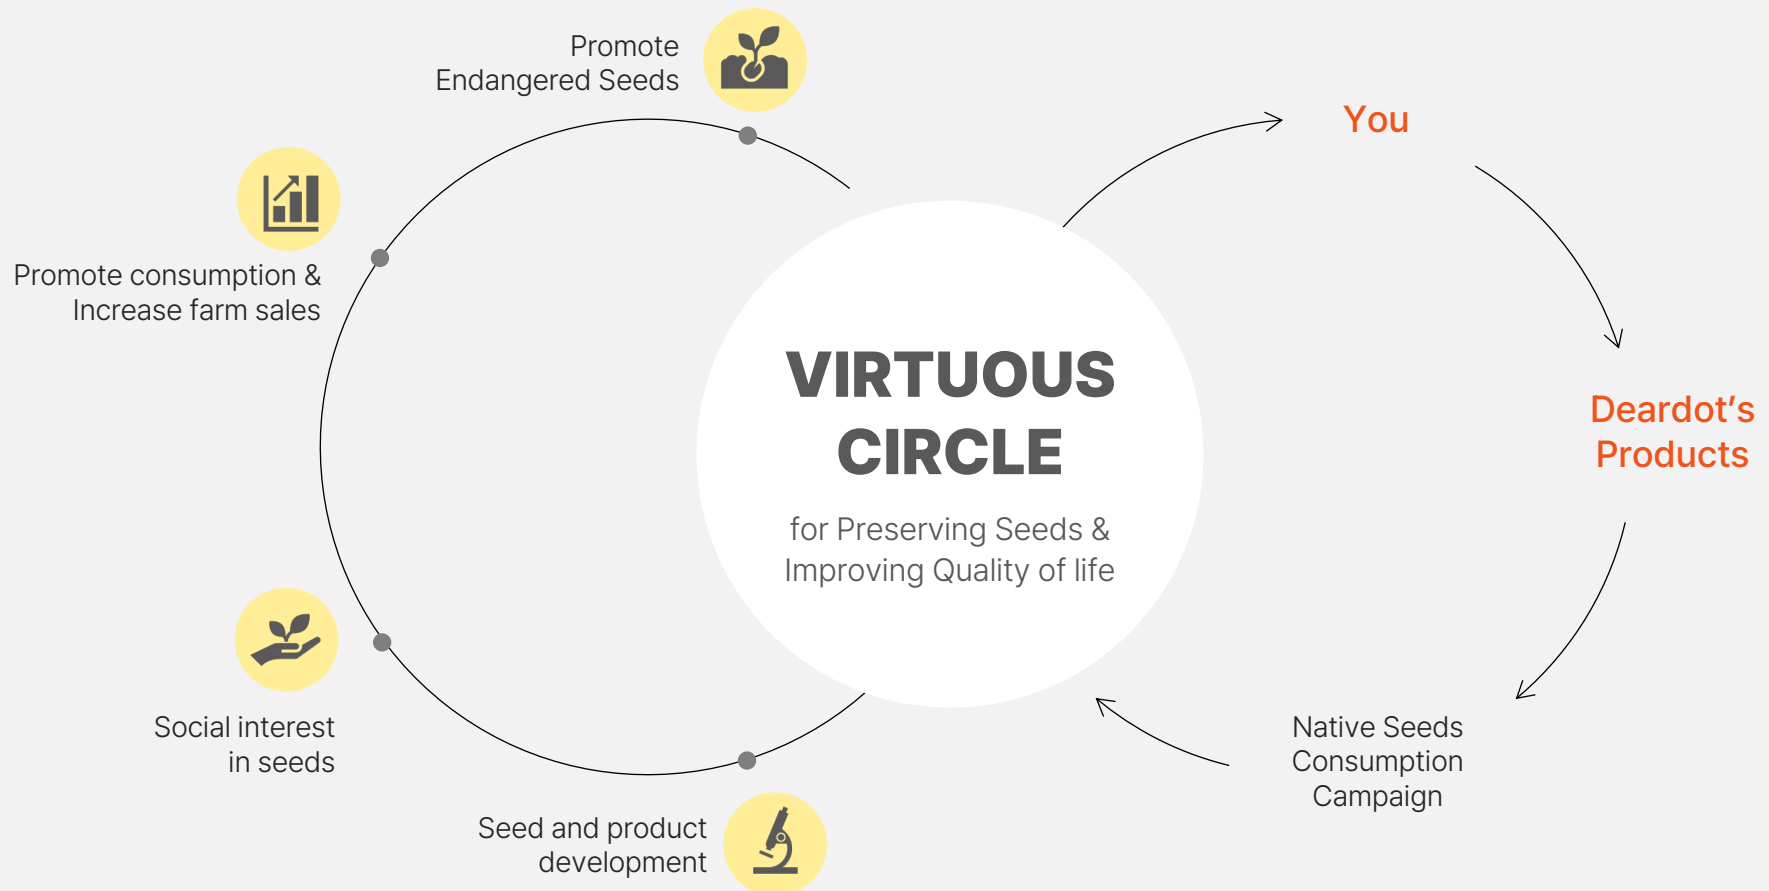 Promote
Endangered Seeds
You
Promote consumption &
Increase farm sales
VIRTUOUS
CIRCLE
for Preserving Seeds &
Improving Quality of life
Deardot’s
Products
Social interest
in seeds
Native Seeds
Consumption
Campaign
Seed and product
development